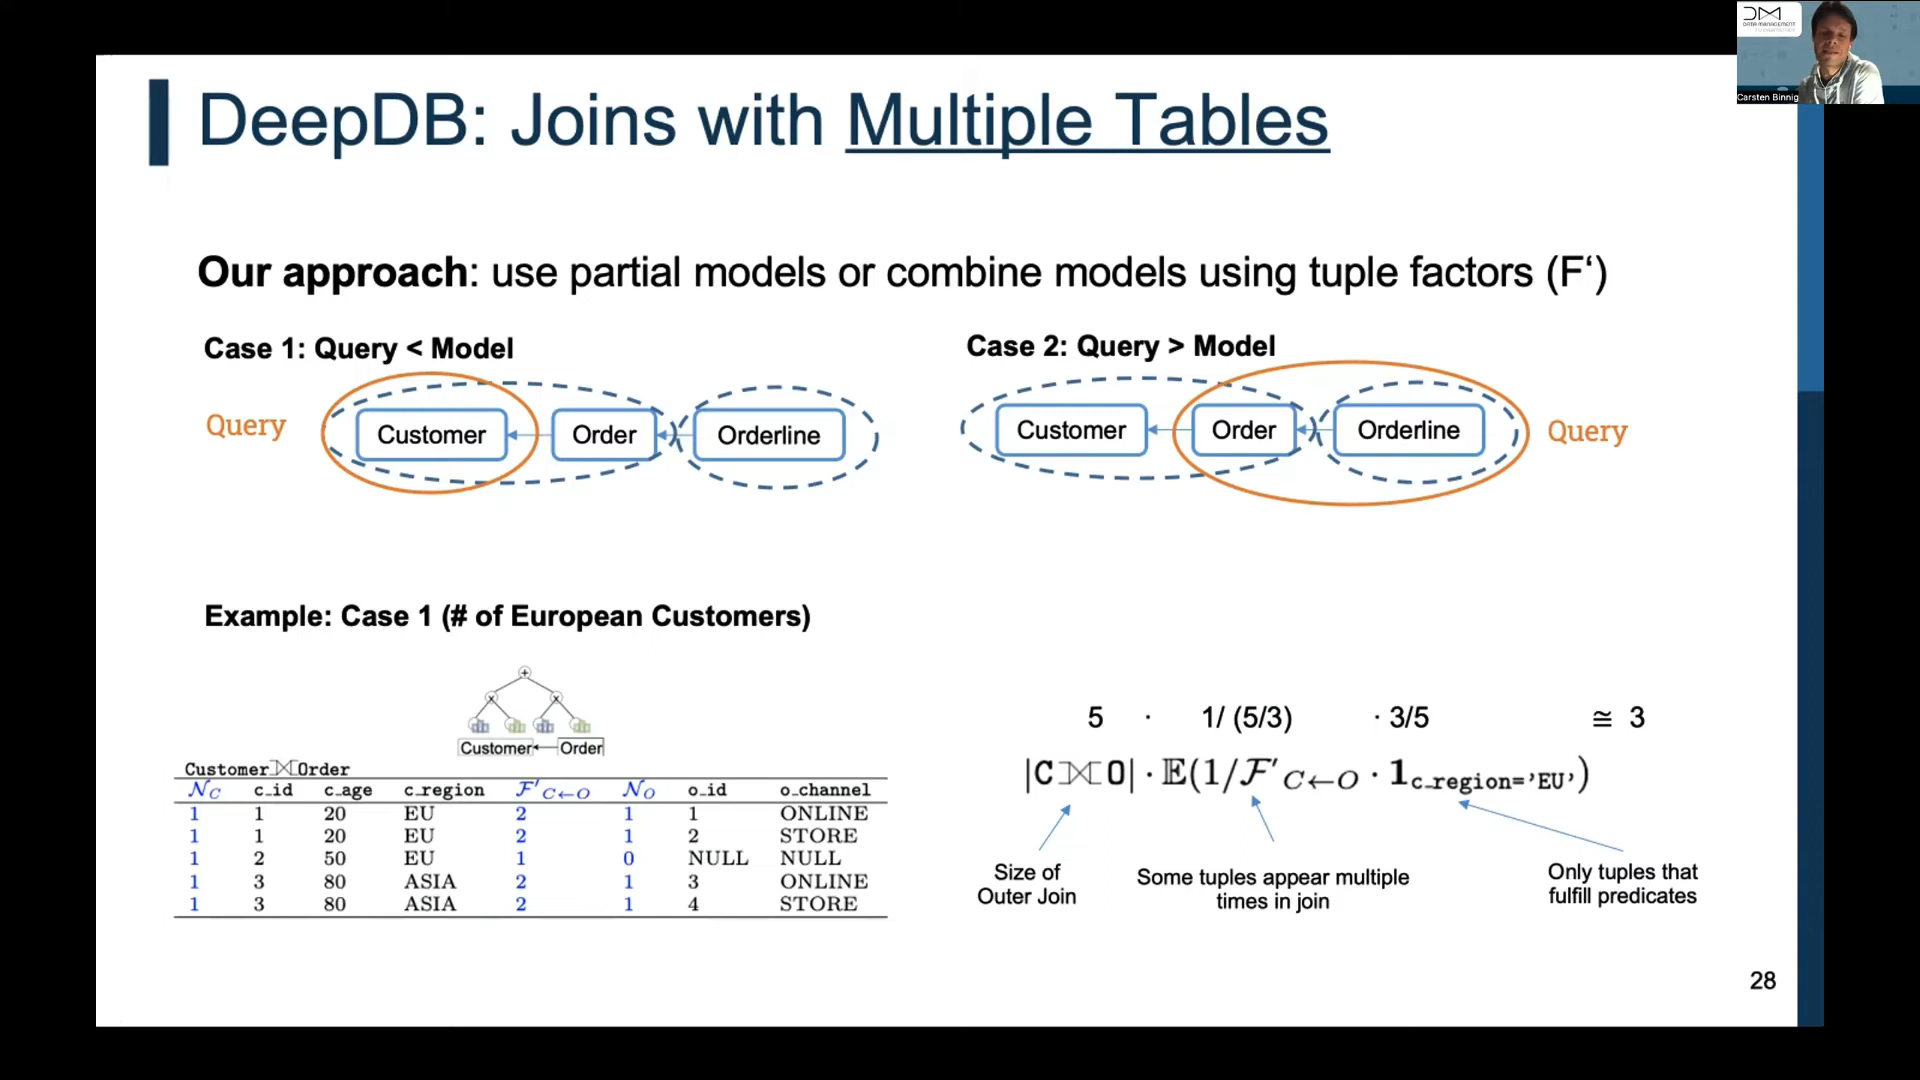 DATA MANAGEMENT
Carsten Binnig
DeepDB: Joins with Multiple Tables
Our approach: use partial models or combine models using tuple factors (F‘)
Case 1: Query < Model
Query
Customer
Order
Orderline
Case 2: Query > Model
Customer
Order
Orderline
Query
Example: Case 1 (# of European Customers)
+
x x
Customer Order
Customer⟗Order
𝒩C c_id c_age c_region ℱ′C←O 𝒩O o_id o_channel
1 1 20 EU 2 1 1 ONLINE
1 1 20 EU 2 1 2 STORE
1 2 50 EU 1 0 NULL NULL
1 3 80 ASIA 2 1 3 ONLINE
1 3 80 ASIA 2 1 4 STORE
5 · 1/ (5/3) · 3/5 ≅ 3
|C⟗O| · 𝔼(1/ℱ′C←O · 1c_region='EU')
Size of
Outer Join
Some tuples appear multiple
times in join
Only tuples that
fulfill predicates
28